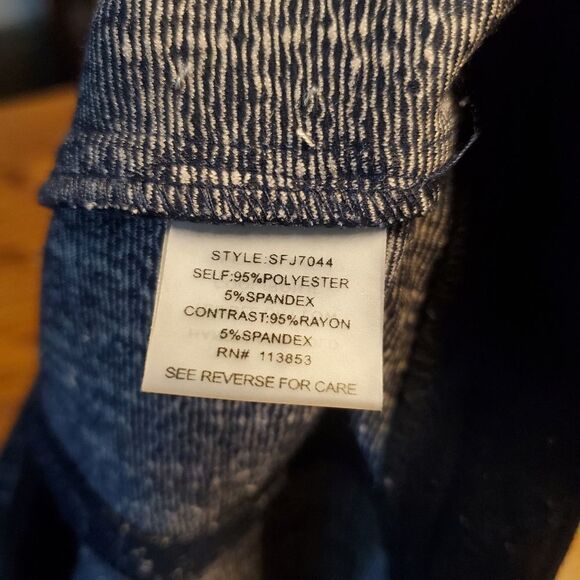 STYLE:SFJ7044
SELF:95%POLYESTER
5%SPANDEX
CONTRAST:95%RAYON
5%SPANDEX
RN# 113853
SEE REVERSE FOR CARE